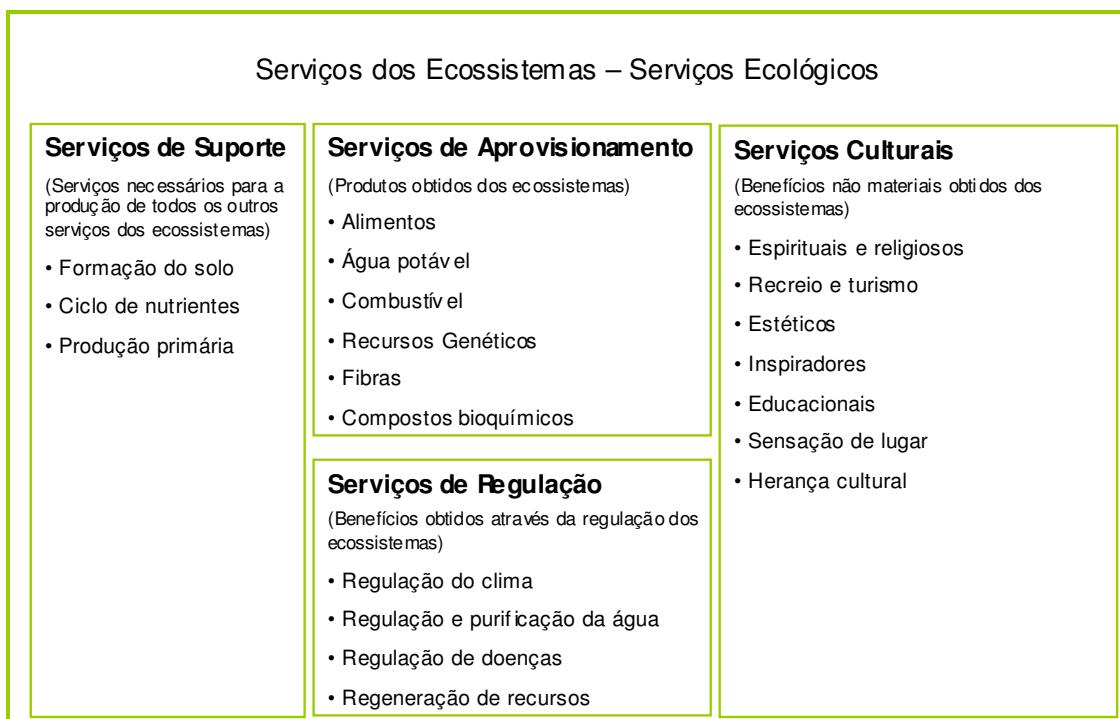 Serviços dos Ecossistemas – Serviços Ecológicos
Serviços de Suporte
(Serviços necessários para a
produção de todos os outros
serviços dos ecossistemas)
• Formação do solo
• Ciclo de nutrientes
• Produção primária
Serviços de Aprovisionamento
(Produtos obtidos dos ecossistemas)
• Alimentos
• Água potável
• Combustível
• Recursos Genéticos
• Fibras
• Compostos bioquímicos
Serviços de Regulação
(Benefícios obtidos através da regulação dos
ecossistemas)
• Regulação do clima
• Regulação e purificação da água
• Regulação de doenças
• Regeneração de recursos
Serviços Culturais
(Benefícios não materiais obtidos dos
ecossistemas)
• Espirituais e religiosos
• Recreio e turismo
• Estéticos
• Inspiradores
• Educacionais
• Sensação de lugar
• Herança cultural